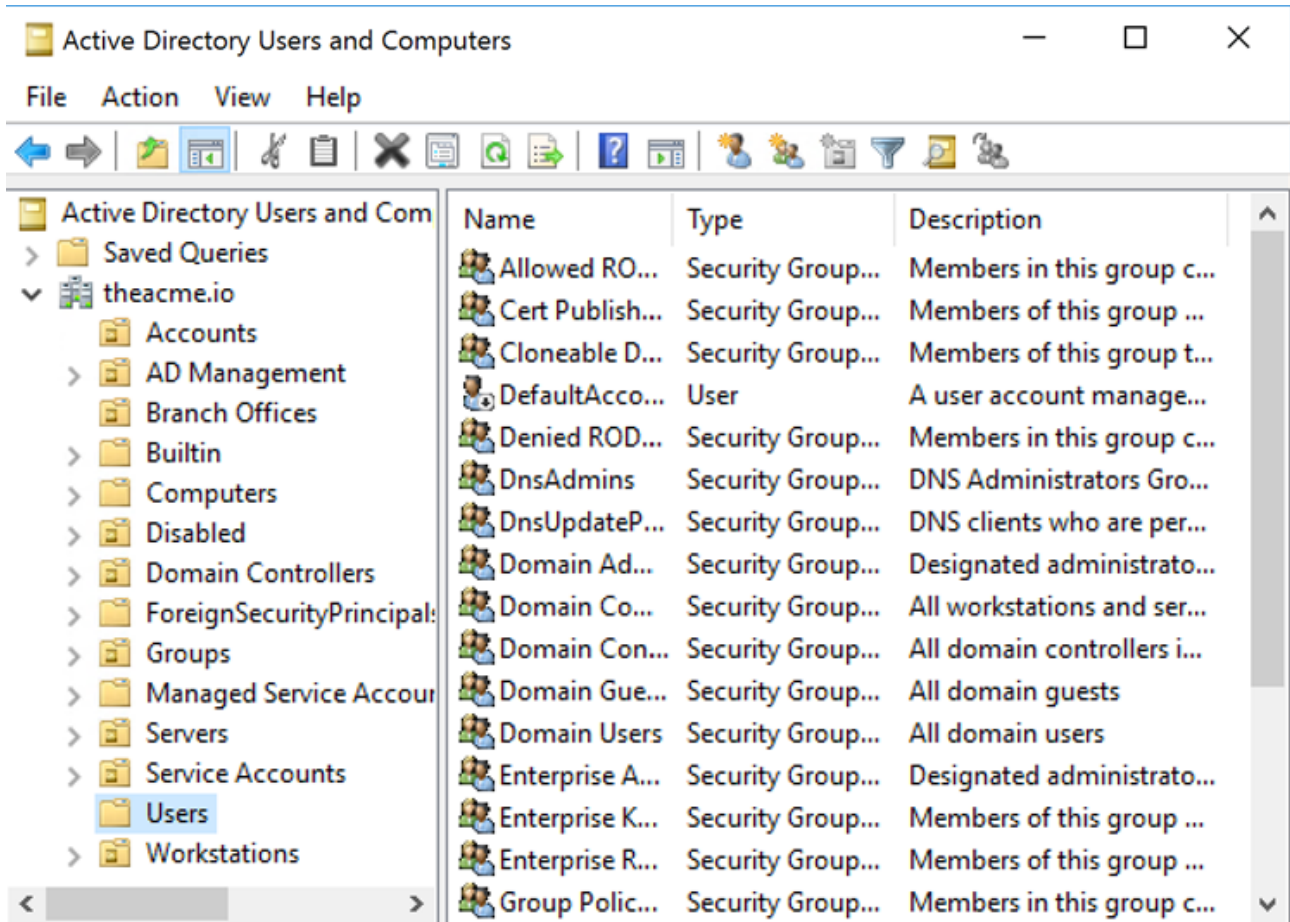 Active Directory Users and Computers
File Action View Help
Active Directory Users and Com
Saved Queries
theacme.io
Accounts
AD Management
Branch Offices
Builtin
Computers
Disabled
Domain Controllers
ForeignSecurityPrincipals
Groups
Managed Service Accour
Servers
Service Accounts
Users
Workstations
Name Type Description
Allowed RO... Security Group... Members in this group c...
Cert Publish... Security Group... Members of this group ...
Cloneable D... Security Group... Members of this group t...
DefaultAcco... User A user account manage...
Denied ROD... Security Group... Members in this group c...
DnsAdmins Security Group... DNS Administrators Gro...
DnsUpdateP... Security Group... DNS clients who are per...
Domain Ad... Security Group... Designated administrato...
Domain Co... Security Group... All workstations and ser...
Domain Con... Security Group... All domain controllers i...
Domain Gue... Security Group... All domain guests
Domain Users Security Group... All domain users
Enterprise A... Security Group... Designated administrato...
Enterprise K... Security Group... Members of this group ...
Enterprise R... Security Group... Members of this group ...
Group Polic... Security Group... Members in this group c...